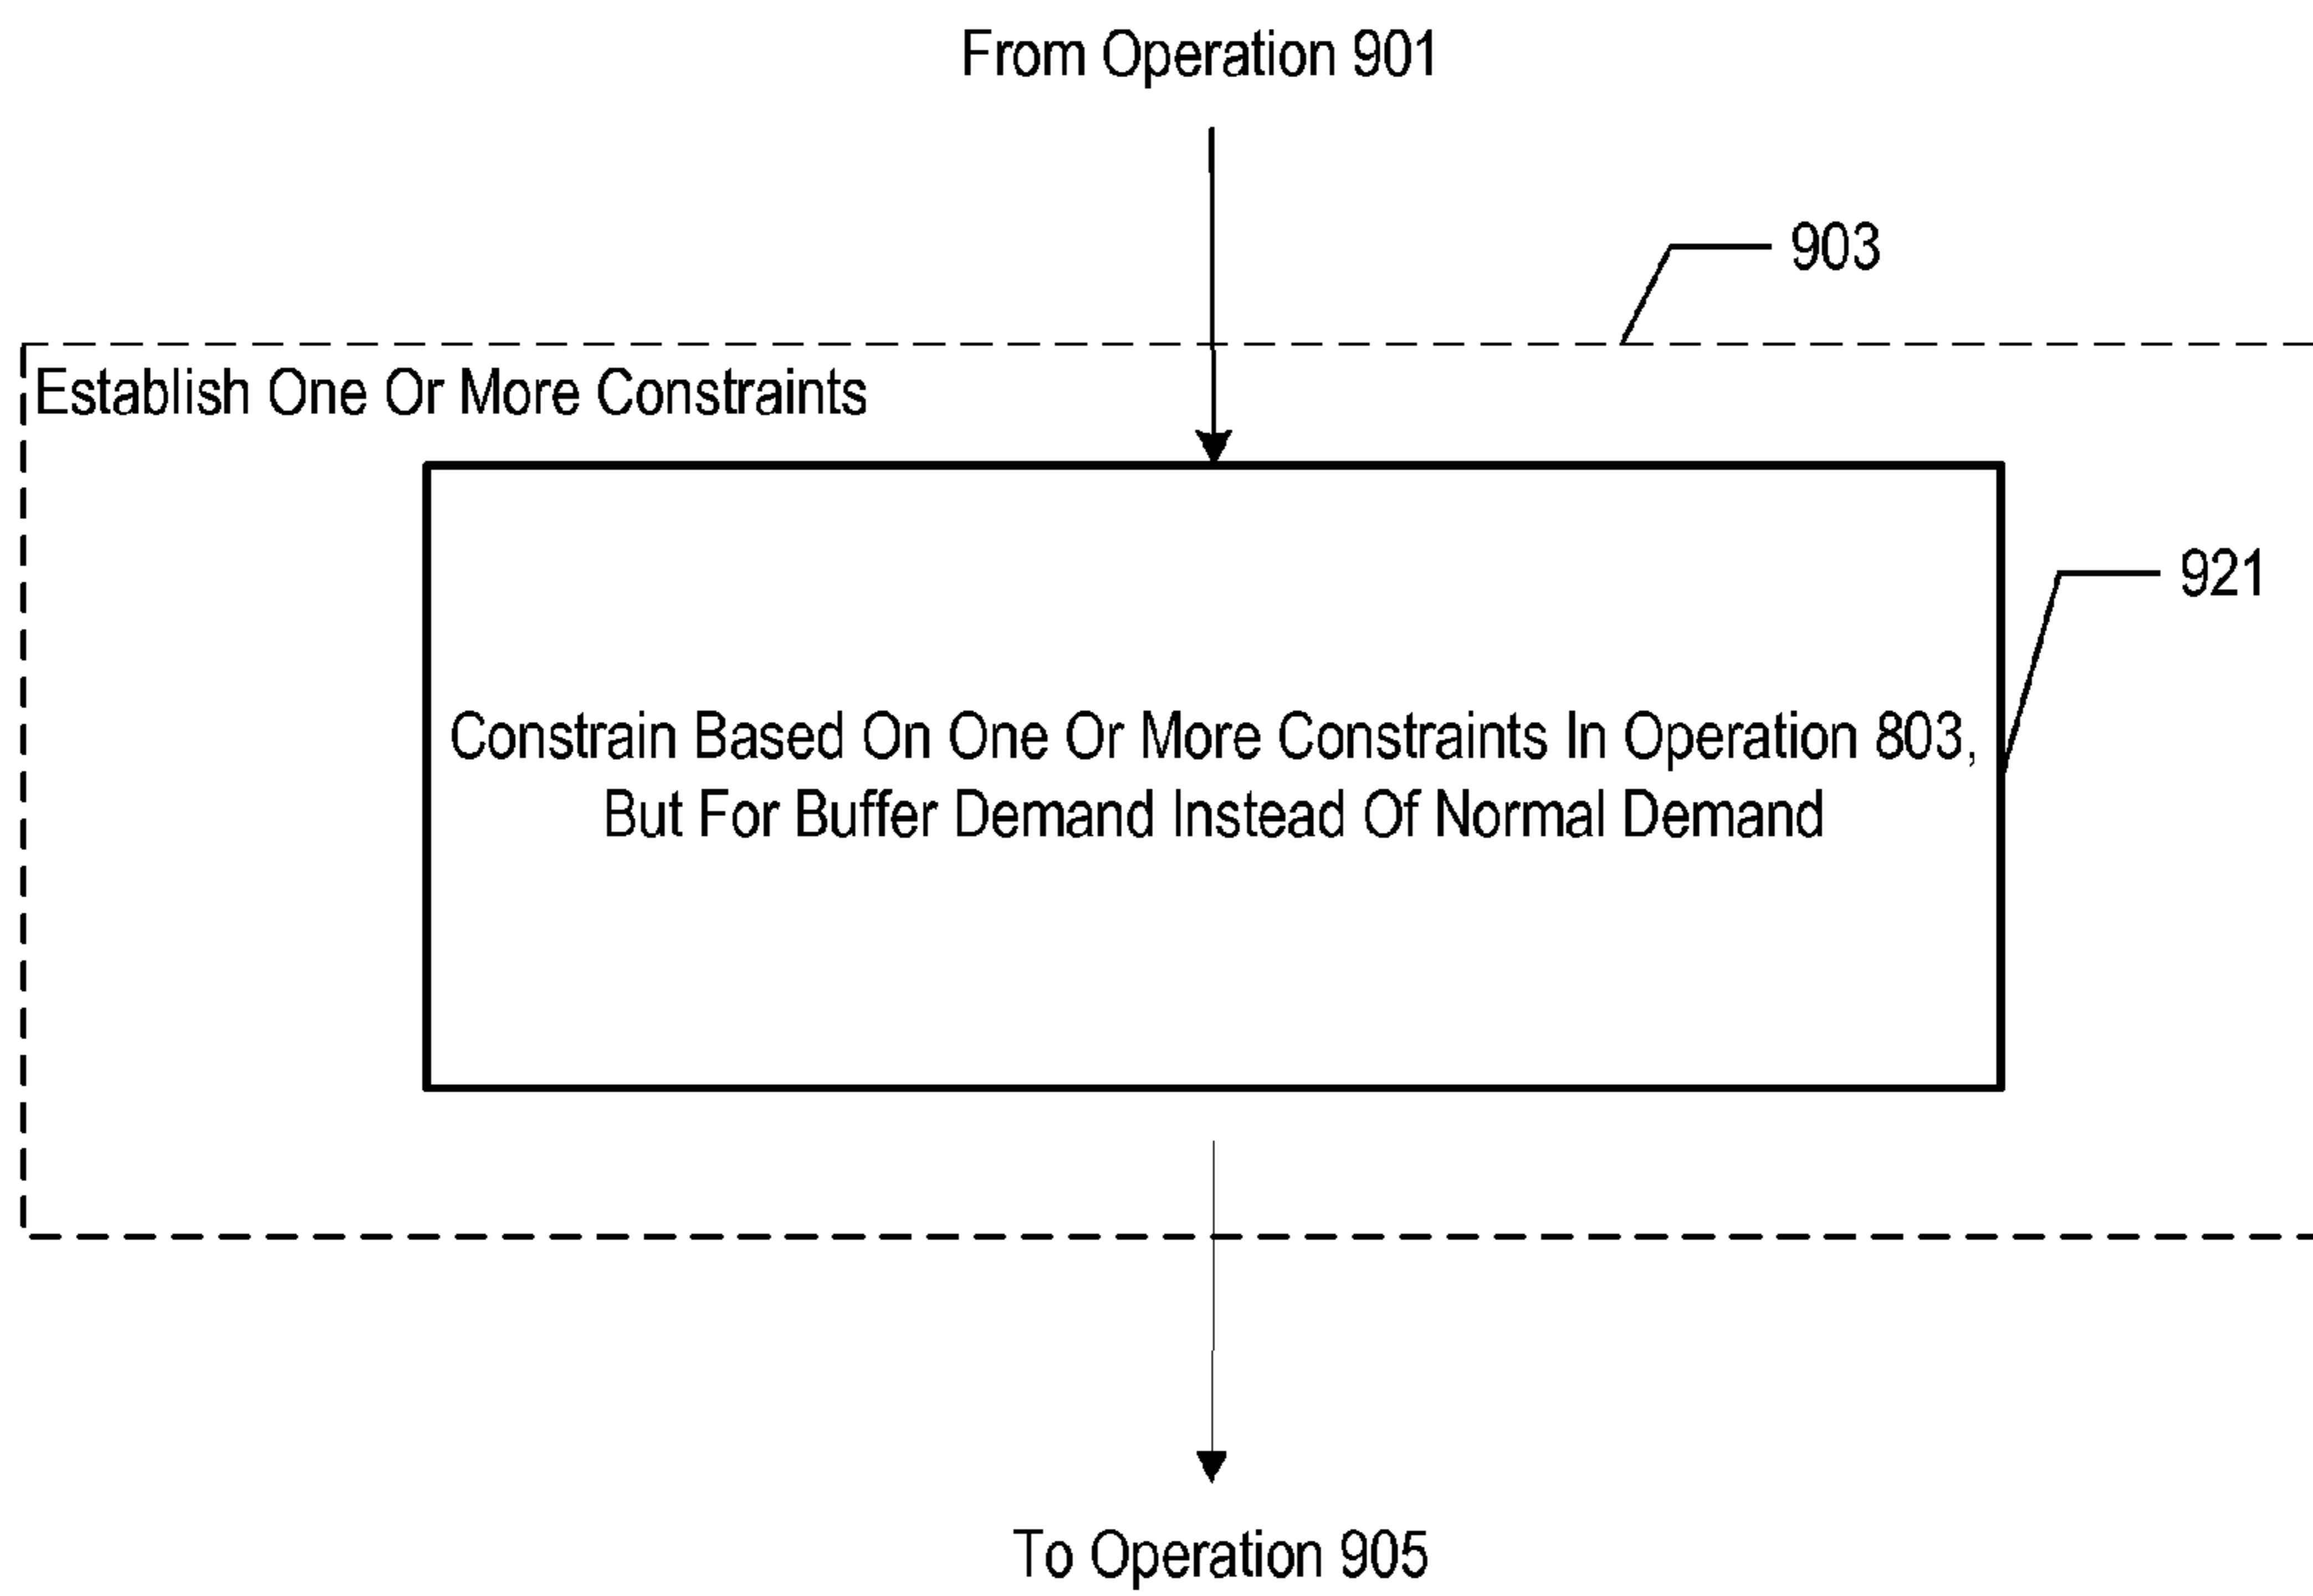 From Operation 901
903
Establish One Or More Constraints
921
Constrain Based On One Or More Constraints In Operation 803,
But For Buffer Demand Instead Of Normal Demand
To Operation 905